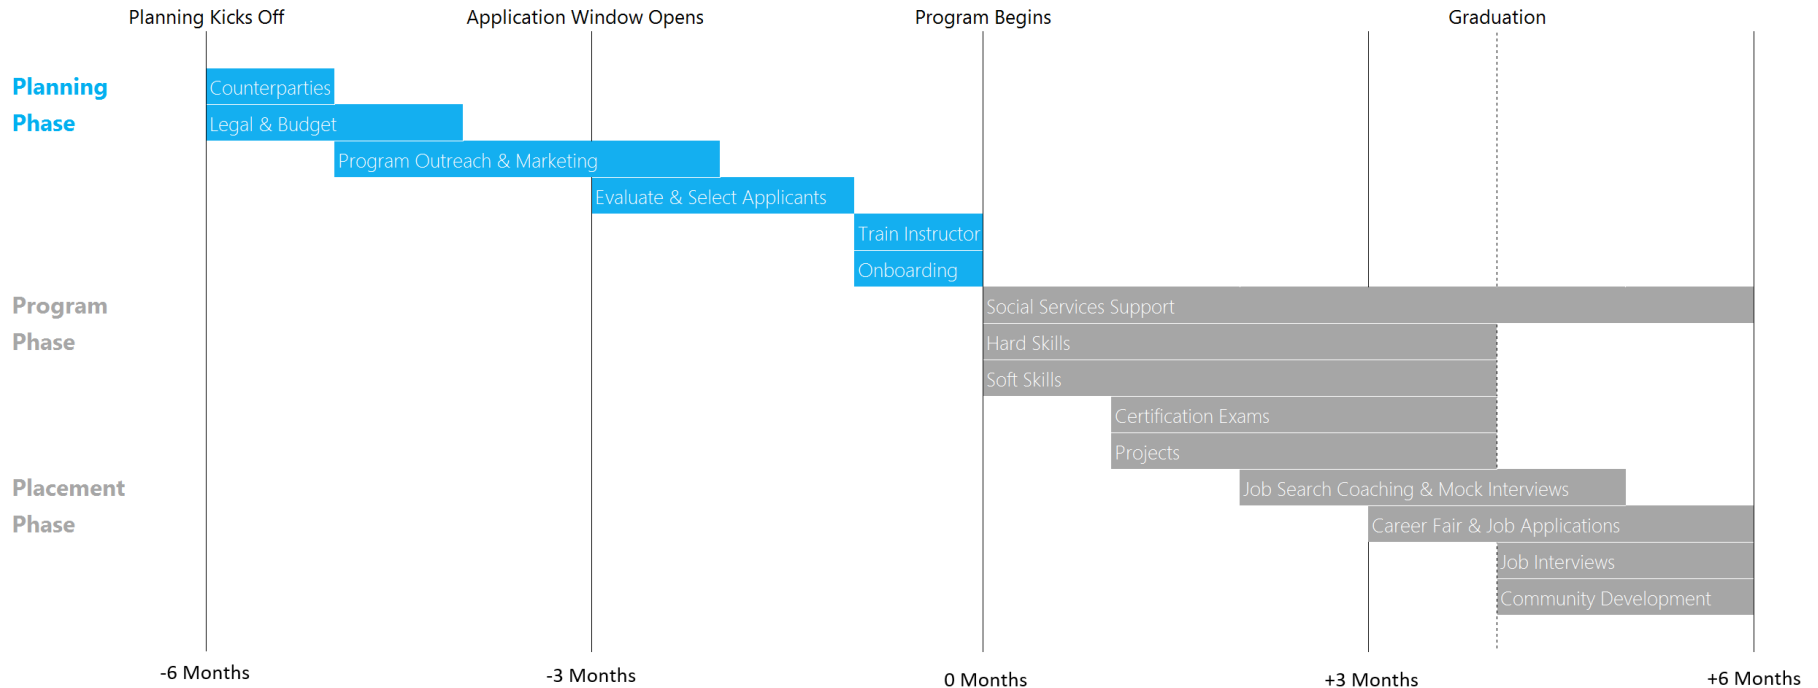 Planning Kicks Off
Application Window Opens
Program Begins
Graduation
Planning
Phase
Counterparties
Legal & Budget
Program Outreach & Marketing
Evaluate & Select Applicants
Train Instructor
Onboarding
Program
Phase
Social Services Support
Hard Skills
Soft Skills
Certification Exams
Projects
Placement
Phase
Job Search Coaching & Mock Interviews
Career Fair & Job Applications
Job Interviews
Community Development
-6 Months
-3 Months
0 Months
+3 Months
+6 Months